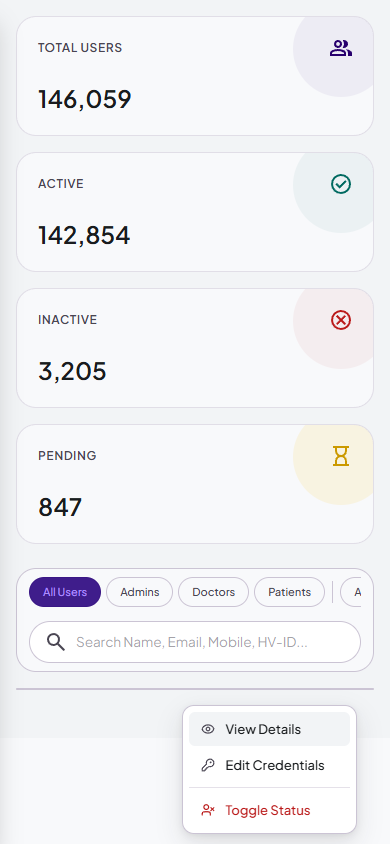 TOTAL USERS
146,059
ACTIVE
142,854
INACTIVE
3,205
PENDING
847
All Users Admins Doctors Patients A
Search Name, Email, Mobile, HV-ID...
View Details
Edit Credentials
Toggle Status